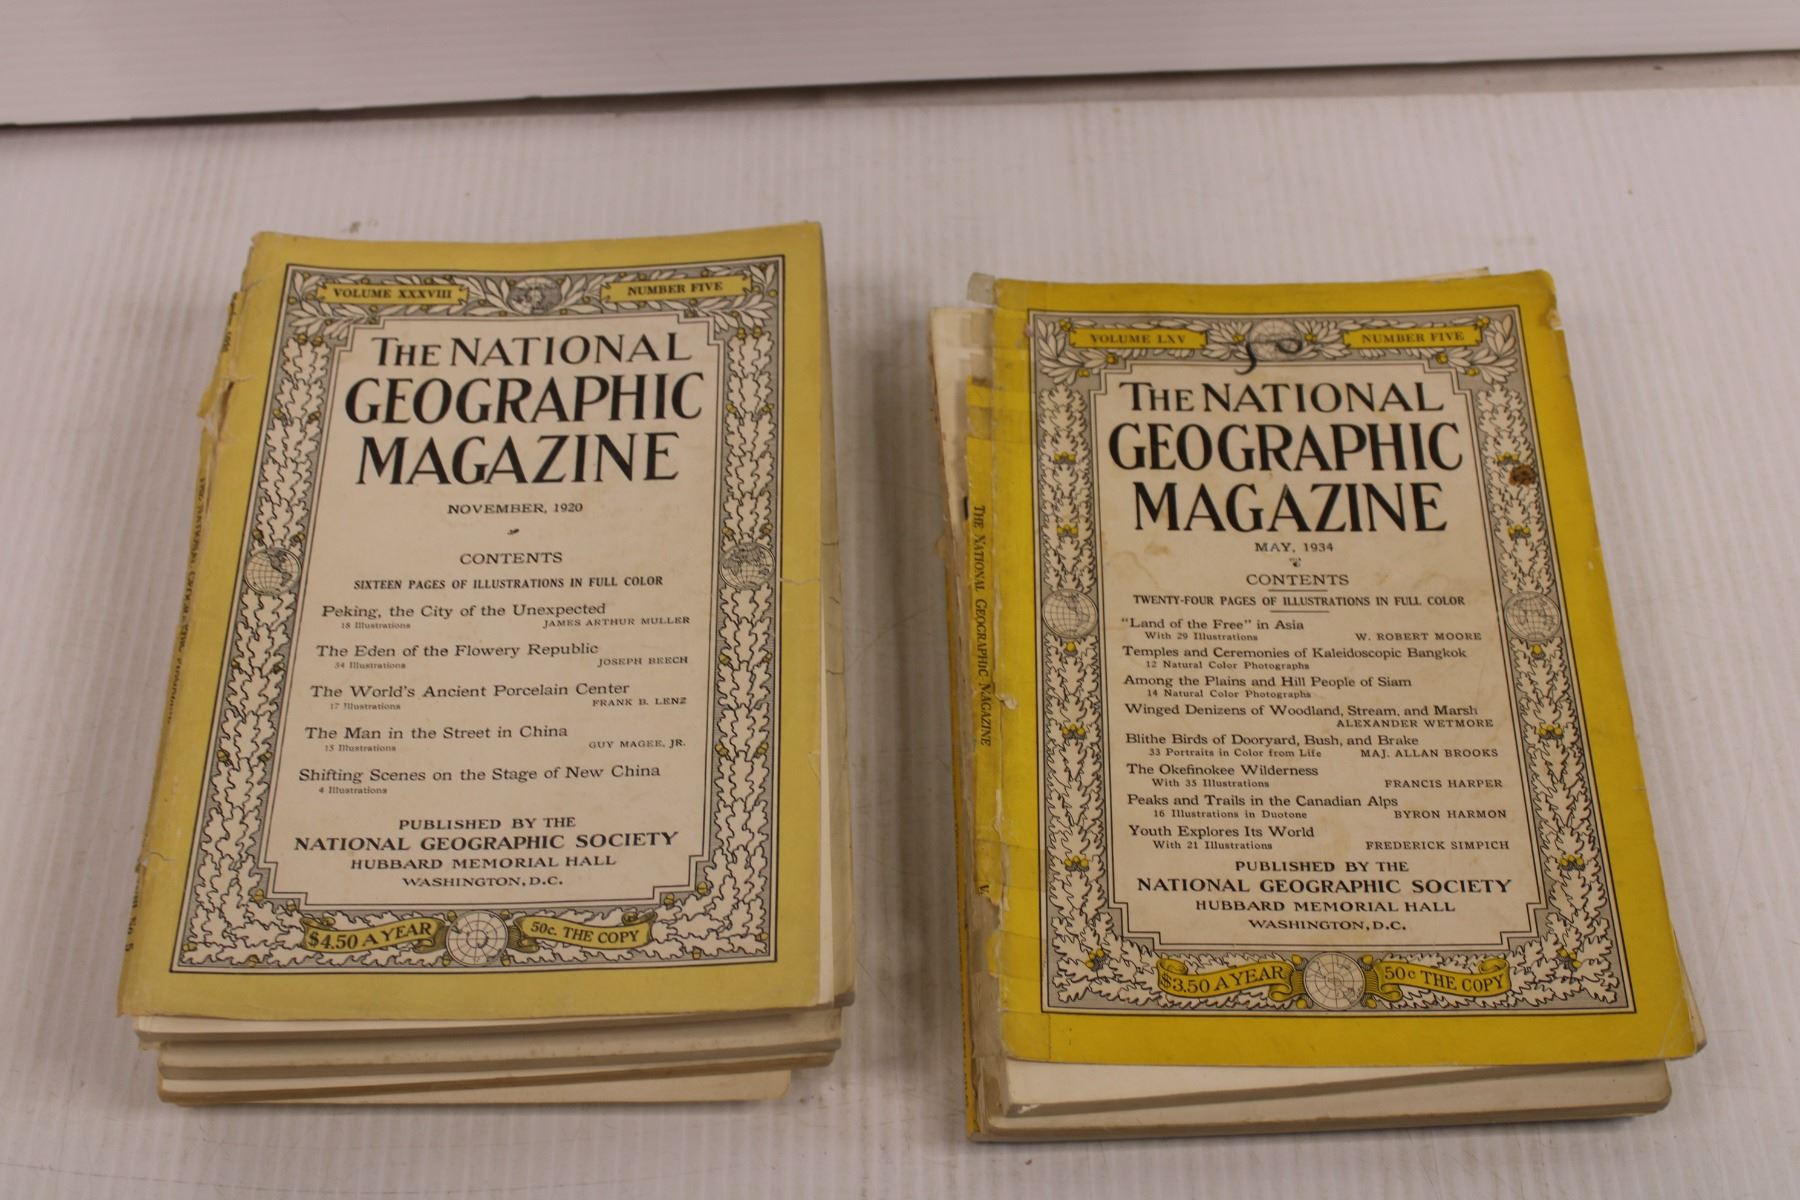 VOLUME XXXVIII NUMBER FIVE
THE NATIONAL
GEOGRAPHIC
MAGAZINE
NOVEMBER, 1920
CONTENTS
SIXTEEN PAGES OF ILLUSTRATIONS IN FULL COLOR
Peking, the City of the Unexpected
18 Illustrations JAMES ARTHUR MULLER
The Eden of the Flowery Republic
34 Illustrations JOSEPH BEECH
The World's Ancient Porcelain Center
17 Illustrations FRANK B. LENZ
The Man in the Street in China
15 Illustrations GUY MAGEE, JR.
Shifting Scenes on the Stage of New China
4 Illustrations
PUBLISHED BY THE
NATIONAL GEOGRAPHIC SOCIETY
HUBBARD MEMORIAL HALL
WASHINGTON, D.C.
$4.50 A YEAR 50c. THE COPY
THE NATIONAL GEOGRAPHIC MAGAZINE
VOLUME LXV NUMBER FIVE
THE NATIONAL
GEOGRAPHIC
MAGAZINE
MAY, 1934
CONTENTS
TWENTY-FOUR PAGES OF ILLUSTRATIONS IN FULL COLOR
"Land of the Free" in Asia
With 29 Illustrations W. ROBERT MOORE
Temples and Ceremonies of Kaleidoscopic Bangkok
12 Natural Color Photographs
Among the Plains and Hill People of Siam
14 Natural Color Photographs
Winged Denizens of Woodland, Stream, and Marsh
ALEXANDER WETMORE
Blithe Birds of Dooryard, Bush, and Brake
33 Portraits in Color from Life MAJ. ALLAN BROOKS
The Okefinokee Wilderness
With 35 Illustrations FRANCIS HARPER
Peaks and Trails in the Canadian Alps
16 Illustrations in Duotone BYRON HARMON
Youth Explores Its World
With 21 Illustrations FREDERICK SIMPICH
PUBLISHED BY THE
NATIONAL GEOGRAPHIC SOCIETY
HUBBARD MEMORIAL HALL
WASHINGTON, D.C.
$3.50 A YEAR 50c THE COPY